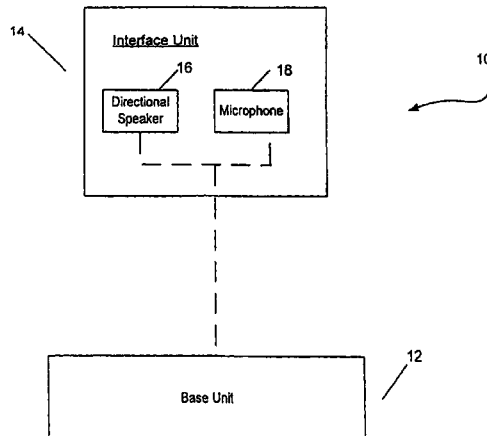 14
Interface Unit
16
18
10
Directional
Speaker
Microphone
12
Base Unit